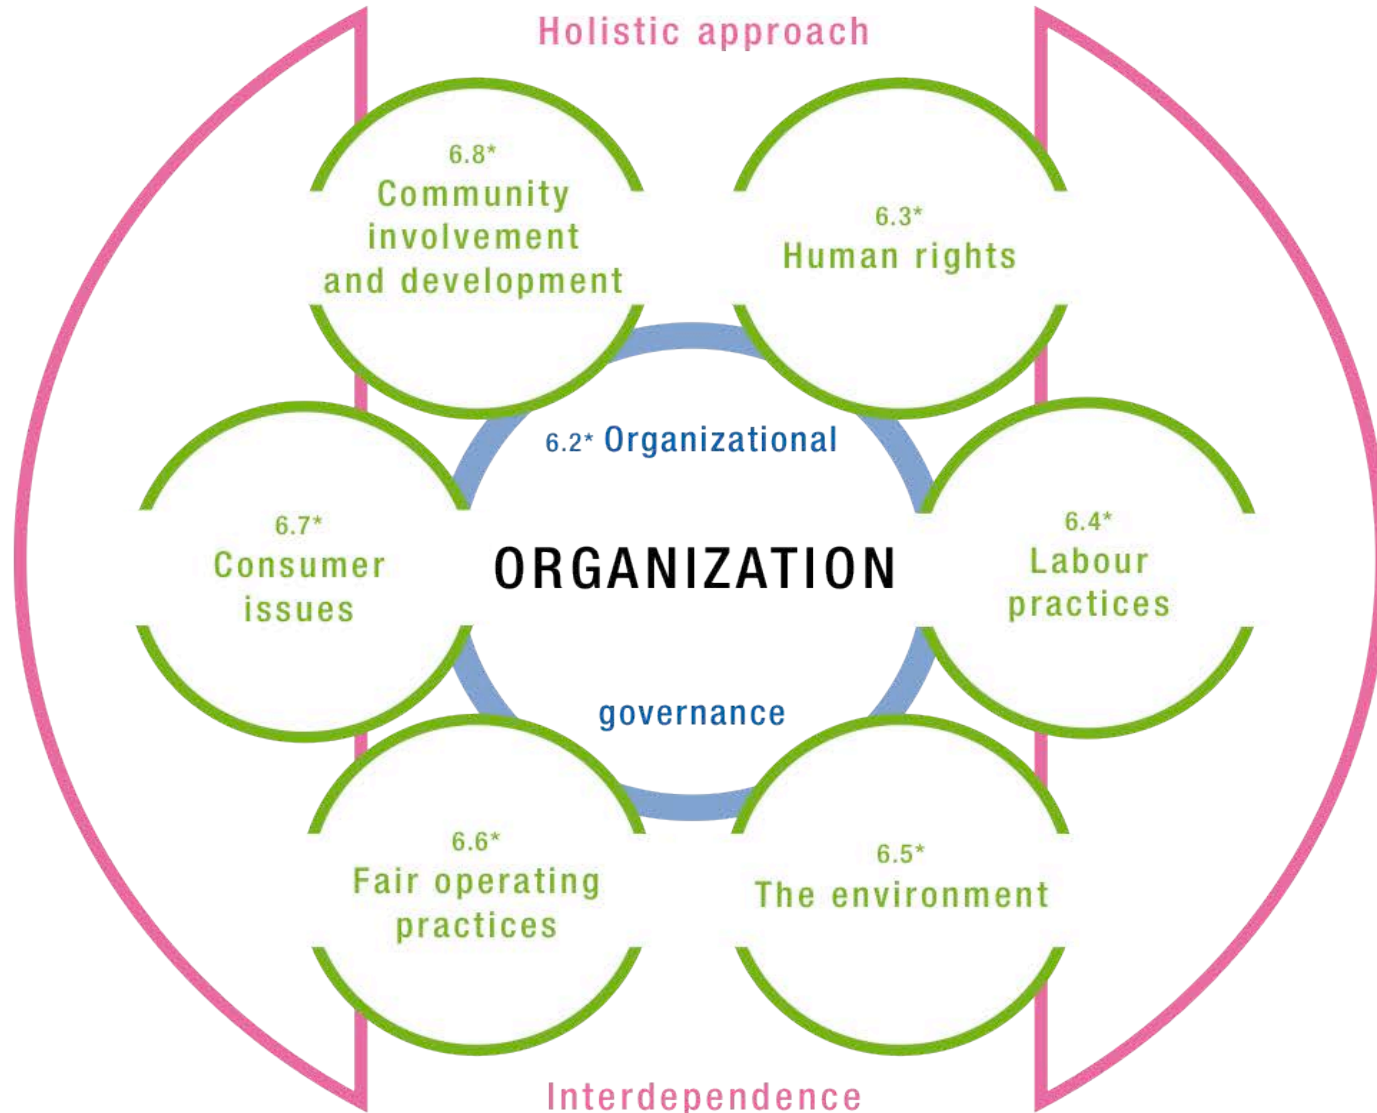 Holistic approach
6.8*
Community
involvement
and development
6.3*
Human rights
6.2* Organizational
6.7*
Consumer
issues
ORGANIZATION
6.4*
Labour
practices
governance
6.6*
Fair operating
practices
6.5*
The environment
Interdependence